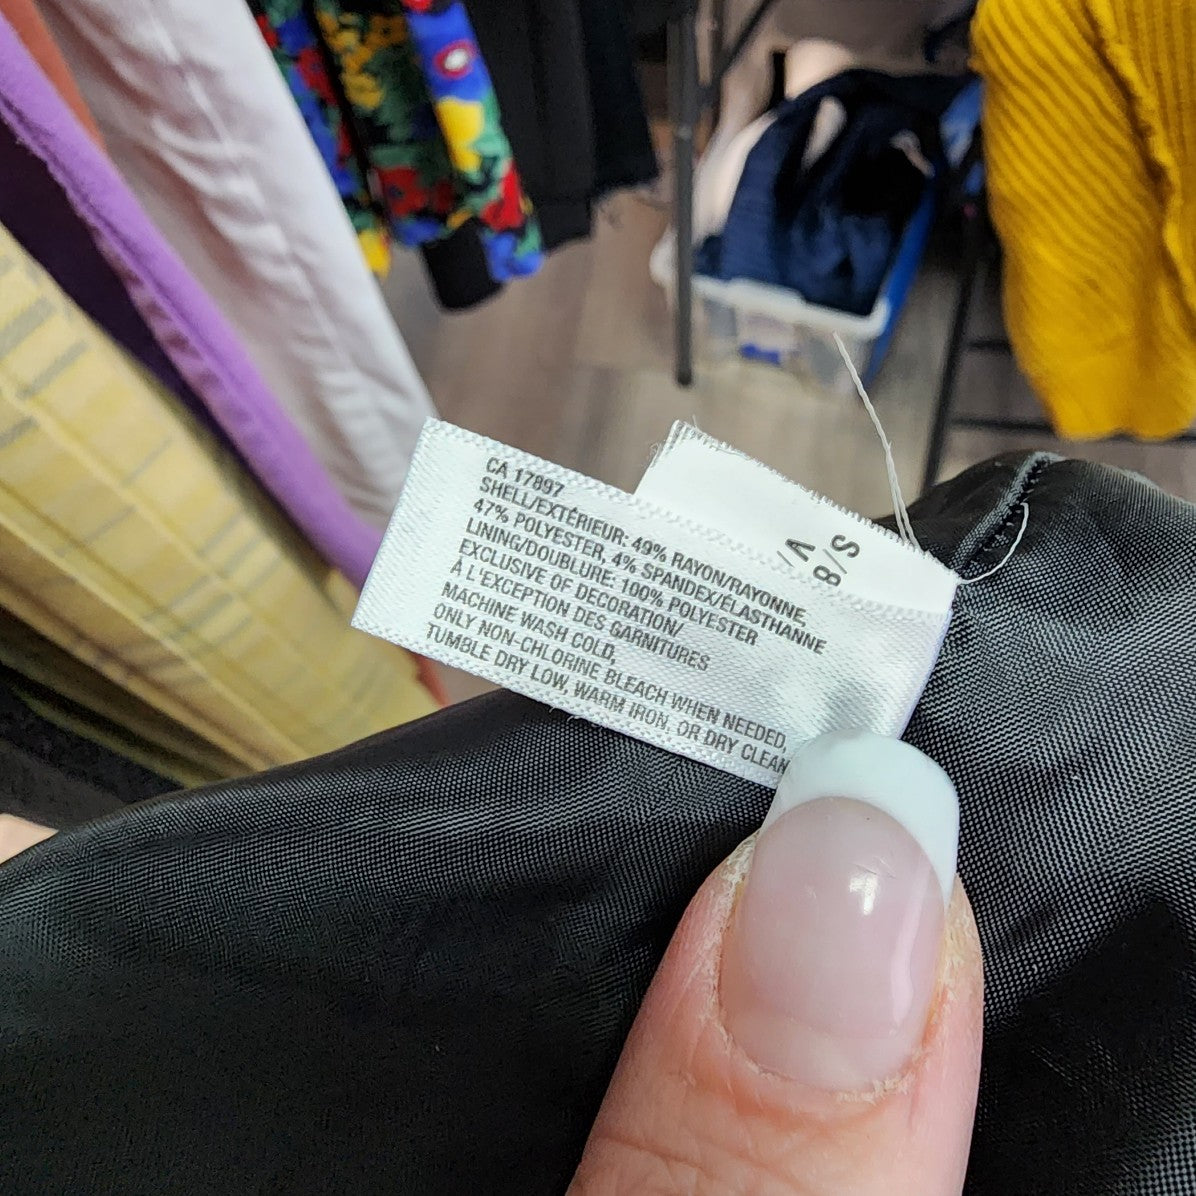 CA 17897
SHELL/EXTÉRIEUR: 49% RAYON/RAYONNE,
47% POLYESTER, 4% SPANDEX/ÉLASTHANNE
LINING/DOUBLURE: 100% POLYESTER
EXCLUSIVE OF DECORATION/
À L'EXCEPTION DES GARNITURES
MACHINE WASH COLD,
ONLY NON-CHLORINE BLEACH WHEN NEEDED,
TUMBLE DRY LOW, WARM IRON, OR DRY CLEAN
8/S